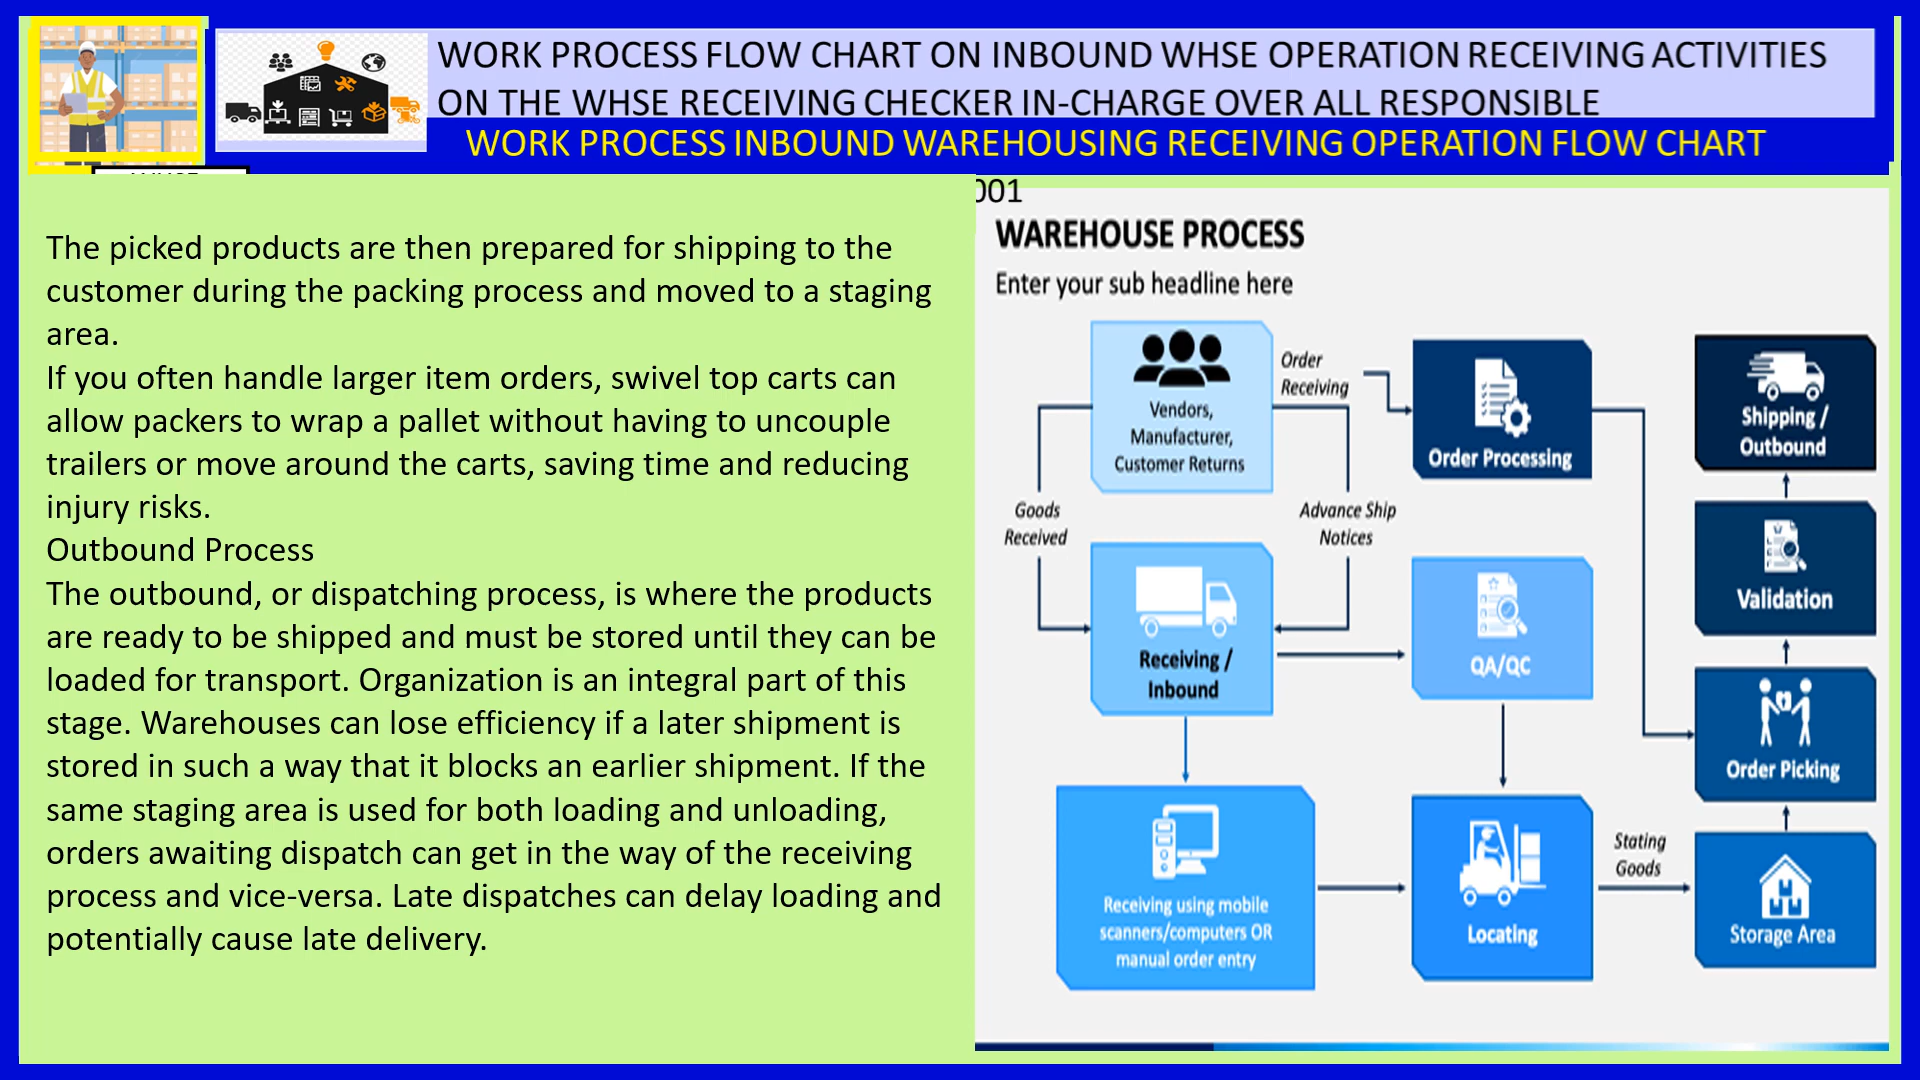 WORK PROCESS FLOW CHART ON INBOUND WHSE OPERATION RECEIVING ACTIVITIES
ON THE WHSE RECEIVING CHECKER IN-CHARGE OVER ALL RESPONSIBLE
WORK PROCESS INBOUND WAREHOUSING RECEIVING OPERATION FLOW CHART
The picked products are then prepared for shipping to the
customer during the packing process and moved to a staging
area.
If you often handle larger item orders, swivel top carts can
allow packers to wrap a pallet without having to uncouple
trailers or move around the carts, saving time and reducing
injury risks.
Outbound Process
The outbound, or dispatching process, is where the products
are ready to be shipped and must be stored until they can be
loaded for transport. Organization is an integral part of this
stage. Warehouses can lose efficiency if a later shipment is
stored in such a way that it blocks an earlier shipment. If the
same staging area is used for both loading and unloading,
orders awaiting dispatch can get in the way of the receiving
process and vice-versa. Late dispatches can delay loading and
potentially cause late delivery.
001
WAREHOUSE PROCESS
Enter your sub headline here
Vendors,
Manufacturer,
Customer Returns
Order
Receiving
Order Processing
Shipping /
Outbound
Goods
Received
Advance Ship
Notices
Receiving /
Inbound
QA/QC
Validation
Order Picking
Receiving using mobile
scanners/computers OR
manual order entry
Locating
Stating
Goods
Storage Area